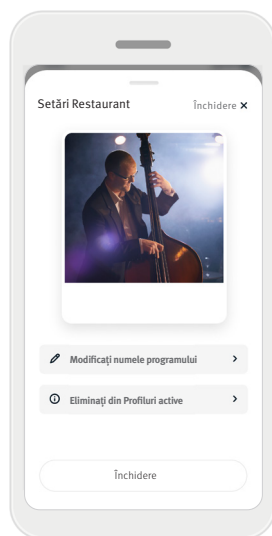 Setări Restaurant
Închidere ×
Modificați numele programului
Eliminați din Profiluri active
Închidere